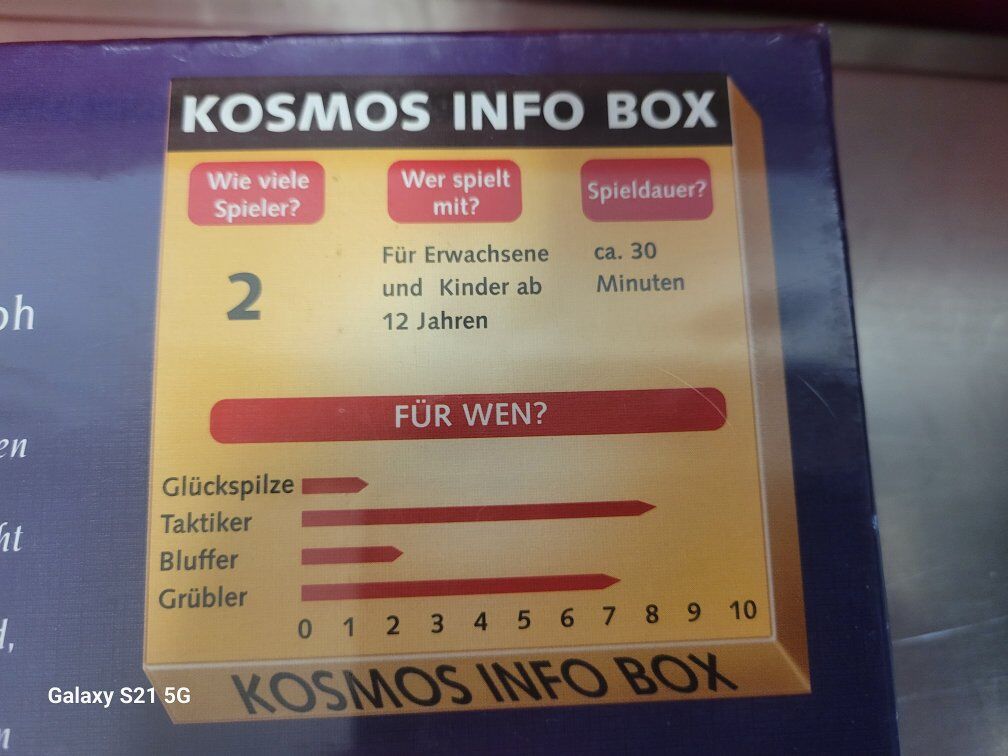 KOSMOS INFO BOX
Wie viele
Spieler?
Wer spielt
mit?
Spieldauer?
2
Für Erwachsene
und Kinder ab
12 Jahren
ca. 30
Minuten
FÜR WEN?
Glückspilze
Taktiker
Bluffer
Grübler
0 1 2 3 4 5 6 7 8 9 10
KOSMOS INFO BOX
Galaxy S21 5G